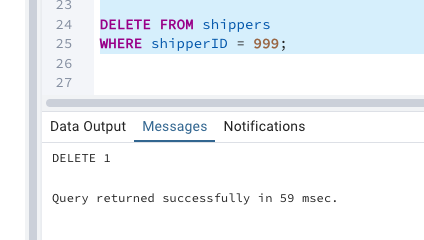 23
24 DELETE FROM shippers
25 WHERE shipperID = 999;
26
27
Data Output Messages Notifications
DELETE 1
Query returned successfully in 59 msec.